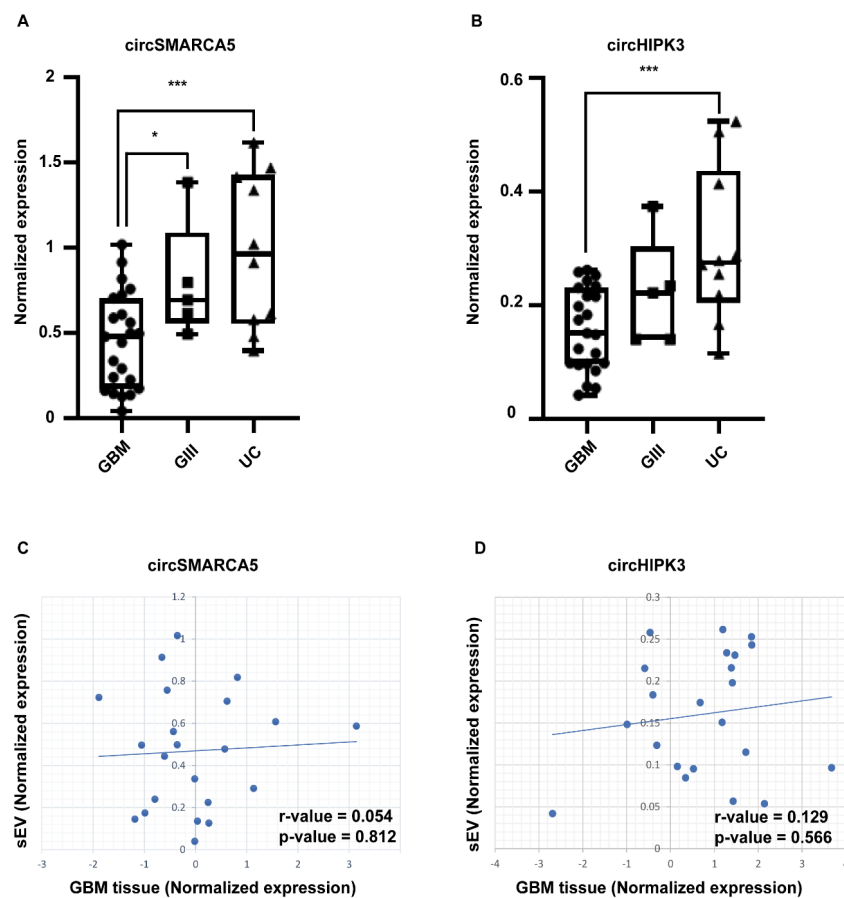 A
circSMARCA5
Normalized expression
2
1.5
1
0.5
0
***
*
GBM
GIII
UC
B
circHIPK3
Normalized expression
0.6
0.4
0.2
0
***
GBM
GIII
UC
C
circSMARCA5
sEV (Normalized expression)
1.2
1
0.8
0.6
0.4
0.2
0
-3
-2
-1
0
1
2
3
4
r-value = 0.054
p-value = 0.812
GBM tissue (Normalized expression)
D
circHIPK3
sEV (Normalized expression)
0.3
0.25
0.2
0.15
0.1
0.05
0
-4
-3
-2
-1
0
1
2
3
4
r-value = 0.129
p-value = 0.566
GBM tissue (Normalized expression)